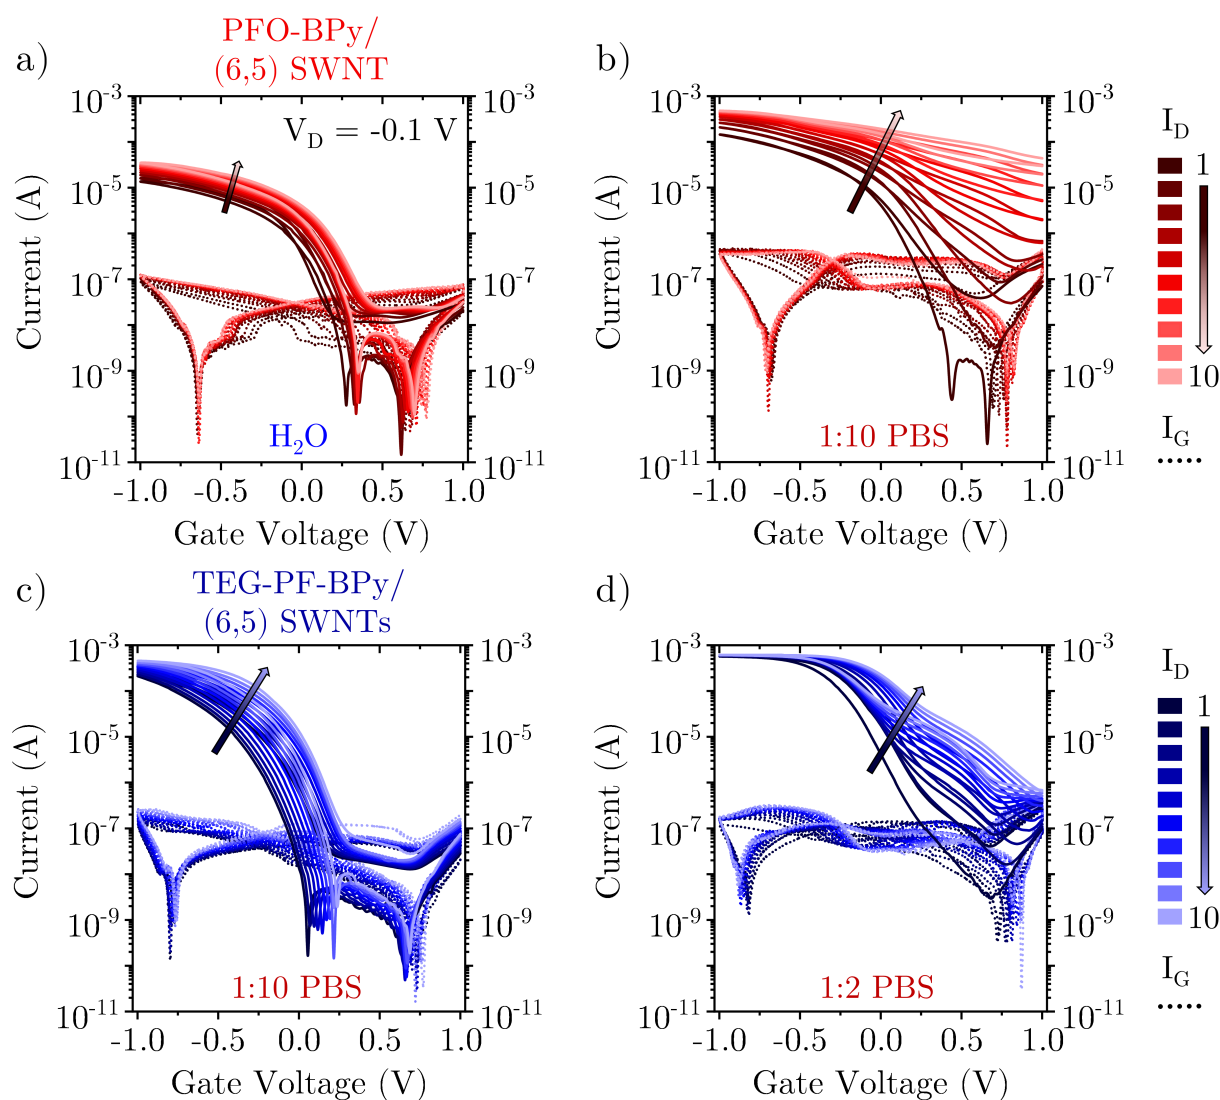 a)
PFO-BPy/
(6,5) SWNT
b)
10⁻³
10⁻⁵
10⁻⁷
10⁻⁹
10⁻¹¹
Current (A)
V_D = -0.1 V
H₂O
10⁻³
10⁻⁵
10⁻⁷
10⁻⁹
10⁻¹¹
-1.0 -0.5 0.0 0.5 1.0
Gate Voltage (V)
10⁻³
10⁻⁵
10⁻⁷
10⁻⁹
10⁻¹¹
Current (A)
1:10 PBS
10⁻³
10⁻⁵
10⁻⁷
10⁻⁹
10⁻¹¹
-1.0 -0.5 0.0 0.5 1.0
Gate Voltage (V)
I_D
1
10
I_G
c)
TEG-PF-BPy/
(6,5) SWNTs
d)
10⁻³
10⁻⁵
10⁻⁷
10⁻⁹
10⁻¹¹
Current (A)
1:10 PBS
10⁻³
10⁻⁵
10⁻⁷
10⁻⁹
10⁻¹¹
-1.0 -0.5 0.0 0.5 1.0
Gate Voltage (V)
10⁻³
10⁻⁵
10⁻⁷
10⁻⁹
10⁻¹¹
Current (A)
1:2 PBS
10⁻³
10⁻⁵
10⁻⁷
10⁻⁹
10⁻¹¹
-1.0 -0.5 0.0 0.5 1.0
Gate Voltage (V)
I_D
1
10
I_G